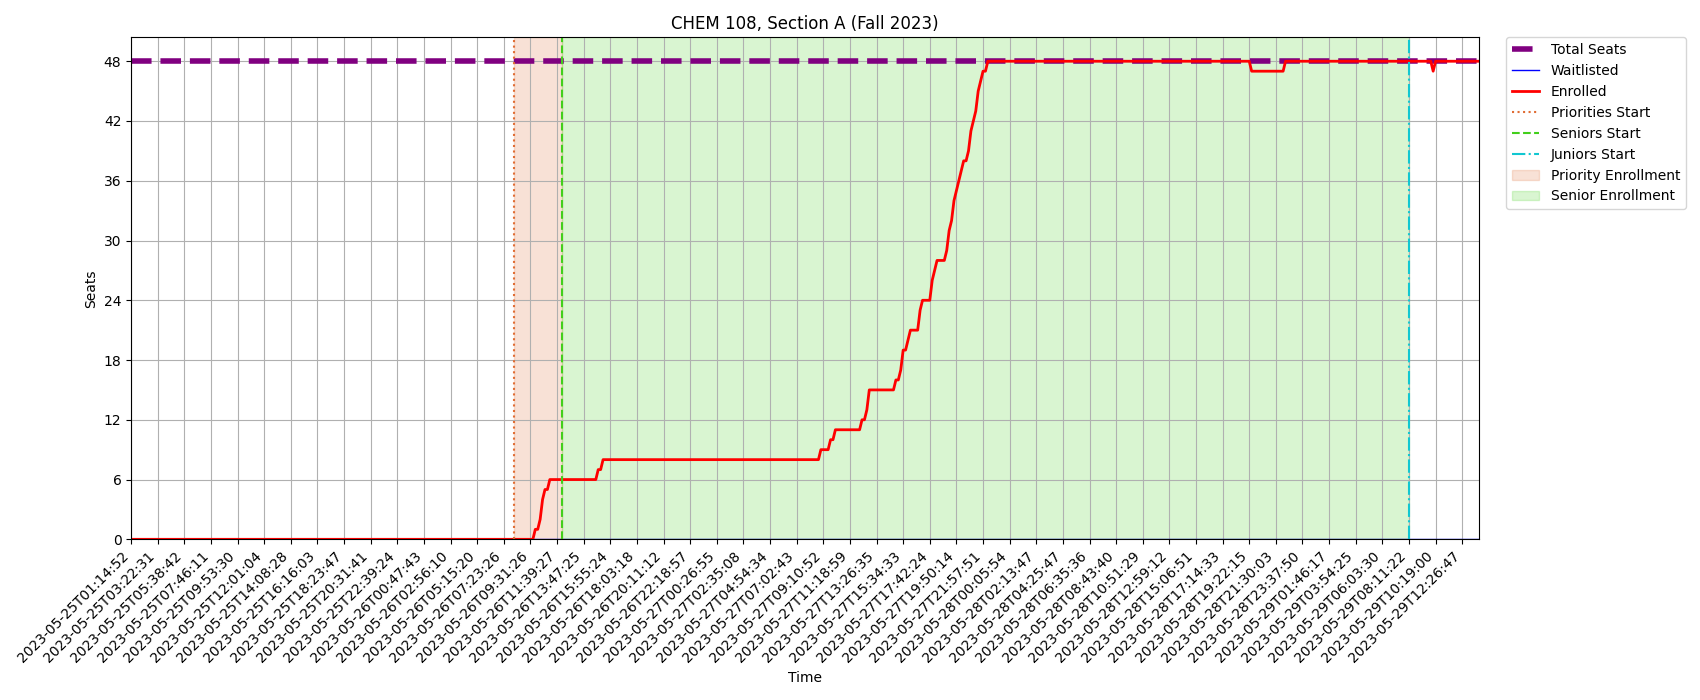 CHEM 108, Section A (Fall 2023)
Total Seats
Waitlisted
Enrolled
Priorities Start
Seniors Start
Juniors Start
Priority Enrollment
Senior Enrollment
Seats
48
42
36
30
24
18
12
6
0
2023-05-25T01:14:52
2023-05-25T03:22:31
2023-05-25T05:38:42
2023-05-25T07:46:11
2023-05-25T09:53:30
2023-05-25T12:01:04
2023-05-25T14:08:28
2023-05-25T16:16:03
2023-05-25T18:23:47
2023-05-25T20:31:41
2023-05-25T22:39:24
2023-05-26T00:47:43
2023-05-26T02:56:10
2023-05-26T05:15:20
2023-05-26T07:23:26
2023-05-26T09:31:26
2023-05-26T11:39:27
2023-05-26T13:47:25
2023-05-26T15:55:24
2023-05-26T18:03:18
2023-05-26T20:11:12
2023-05-26T22:18:57
2023-05-27T00:26:55
2023-05-27T02:35:08
2023-05-27T04:54:34
2023-05-27T07:02:43
2023-05-27T09:10:52
2023-05-27T11:18:59
2023-05-27T13:26:35
2023-05-27T15:34:33
2023-05-27T17:42:24
2023-05-27T19:50:14
2023-05-27T21:57:51
2023-05-28T00:05:54
2023-05-28T02:13:47
2023-05-28T04:25:47
2023-05-28T06:35:36
2023-05-28T08:43:40
2023-05-28T10:51:29
2023-05-28T12:59:12
2023-05-28T15:06:51
2023-05-28T17:14:33
2023-05-28T19:22:15
2023-05-28T21:30:03
2023-05-28T23:37:50
2023-05-29T01:46:17
2023-05-29T03:54:25
2023-05-29T06:03:30
2023-05-29T08:11:22
2023-05-29T10:19:00
2023-05-29T12:26:47
Time